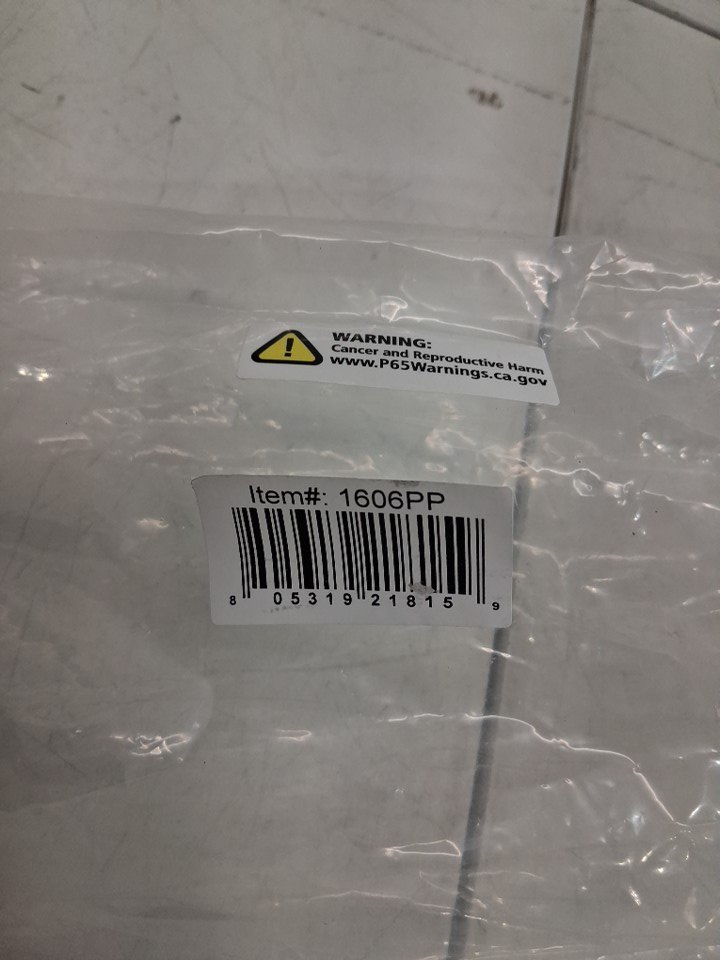 WARNING:
Cancer and Reproductive Harm
www.P65Warnings.ca.gov
Item#: 1606PP
8 05319 21815 9